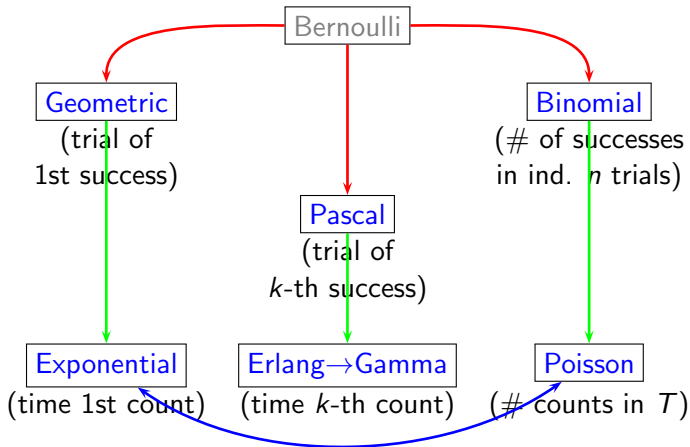 Bernoulli
Geometric
(trial of
1st success)
Binomial
(# of successes
in ind. n trials)
Pascal
(trial of
k-th success)
Exponential
(time 1st count)
Erlang→Gamma
(time k-th count)
Poisson
(# counts in T)